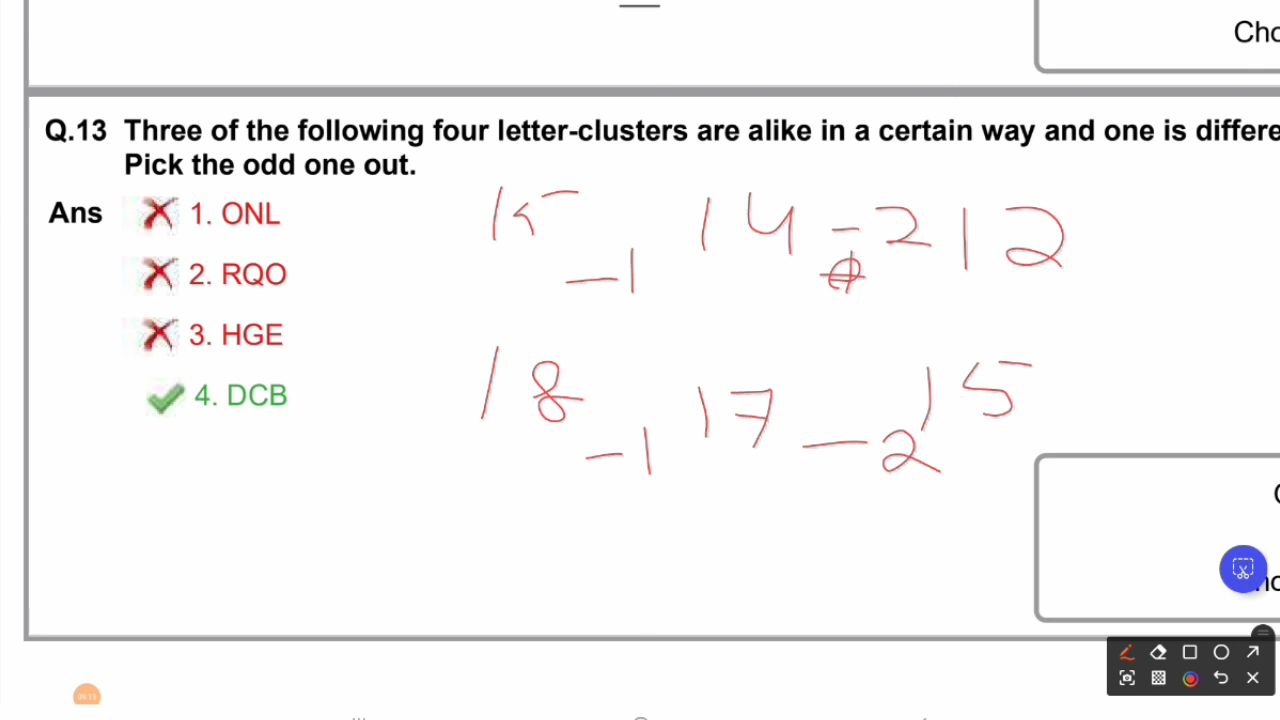 Cho
Q.13 Three of the following four letter-clusters are alike in a certain way and one is differe
Pick the odd one out.
Ans 1. ONL
2. RQO
3. HGE
4. DCB
15 -1 14 -2 12
18 -1 17 -2 15